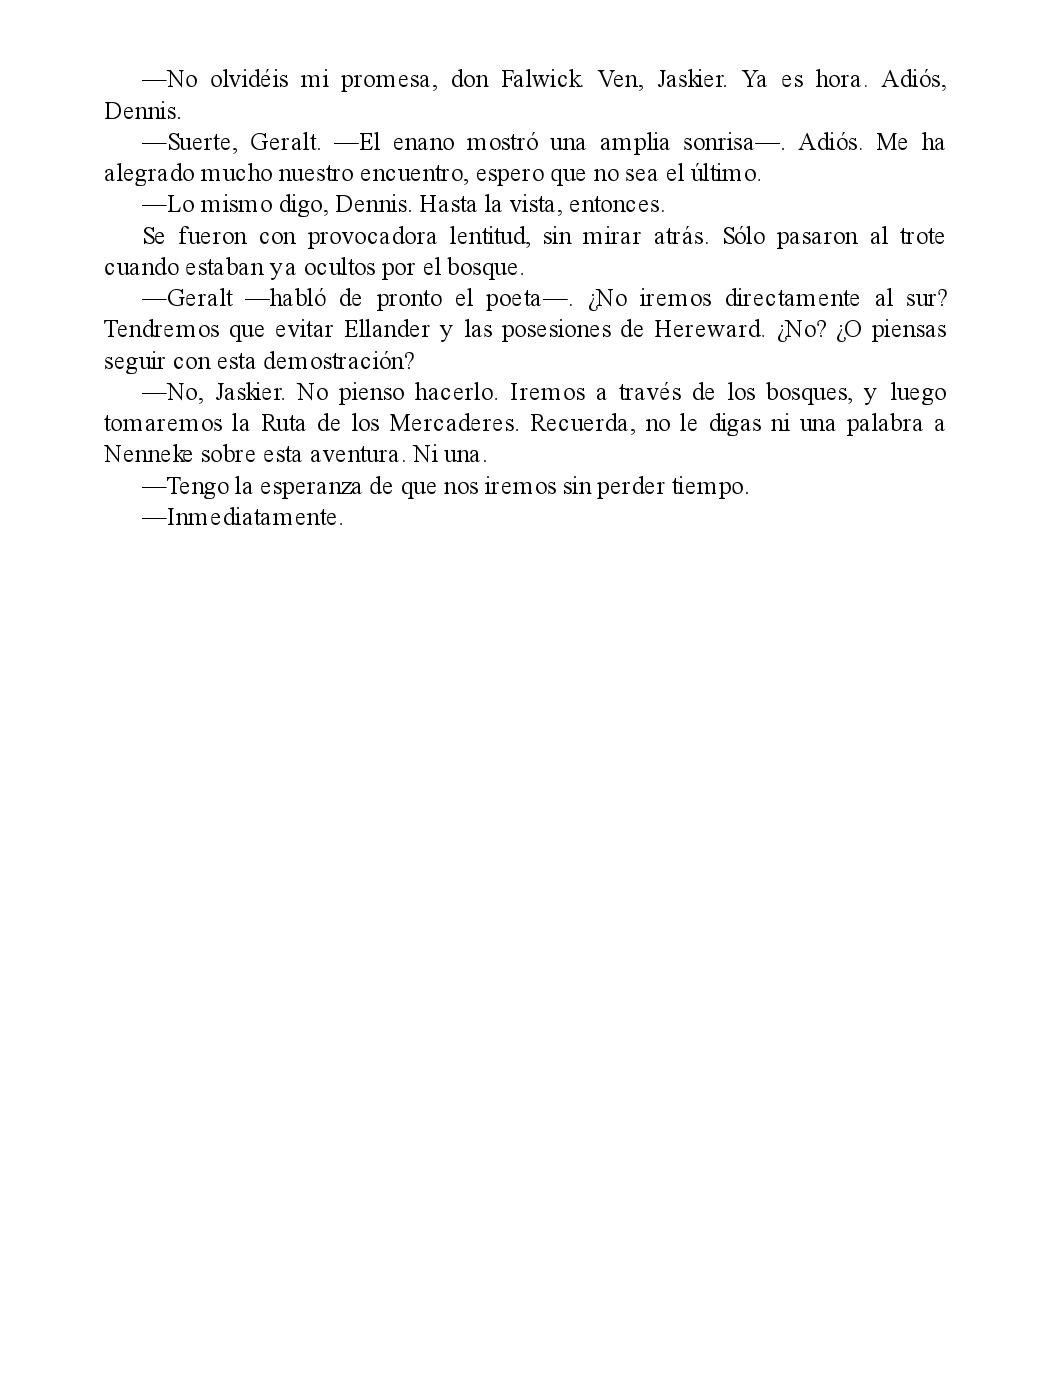 —No olvidéis mi promesa, don Falwick. Ven, Jaskier. Ya es hora. Adiós,
Dennis.
—Suerte, Geralt. —El enano mostró una amplia sonrisa—. Adiós. Me ha
alegrado mucho nuestro encuentro, espero que no sea el último.
—Lo mismo digo, Dennis. Hasta la vista, entonces.
Se fueron con provocadora lentitud, sin mirar atrás. Sólo pasaron al trote
cuando estaban ya ocultos por el bosque.
—Geralt —habló de pronto el poeta—. ¿No iremos directamente al sur?
Tendremos que evitar Ellander y las posesiones de Hereward. ¿No? ¿O piensas
seguir con esta demostración?
—No, Jaskier. No pienso hacerlo. Iremos a través de los bosques, y luego
tomaremos la Ruta de los Mercaderes. Recuerda, no le digas ni una palabra a
Nenneke sobre esta aventura. Ni una.
—Tengo la esperanza de que nos iremos sin perder tiempo.
—Inmediatamente.